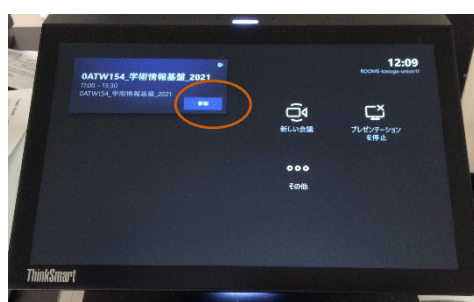 12:09
ROOMS-kasuga-union1f
0ATW154_学術情報基盤_2021
11:00 - 13:30
0ATW154_学術情報基盤_2021
参加
新しい会議
プレゼンテーション
を停止
その他
ThinkSmart